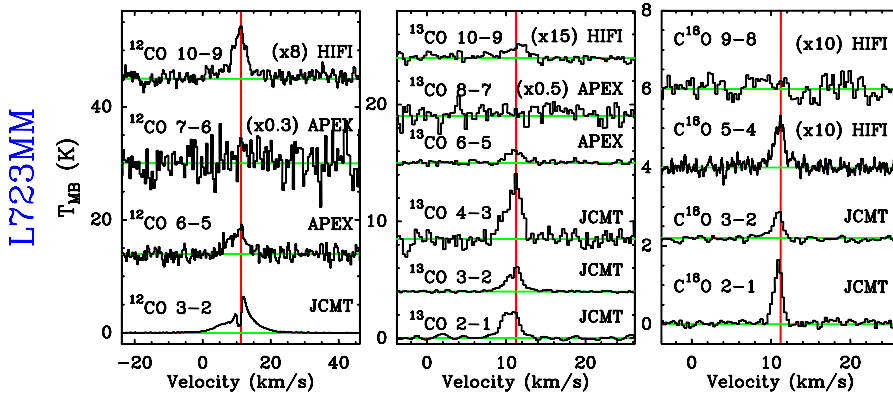 L723MM
T_MB (K)
¹²CO 10-9 (x8) HIFI
¹²CO 7-6 (x0.3) APEX
¹²CO 6-5 APEX
¹²CO 3-2 JCMT
40
20
0
-20 0 20 40
Velocity (km/s)
¹³CO 10-9 (x15) HIFI
¹³CO 8-7 (x0.5) APEX
¹³CO 6-5 APEX
¹³CO 4-3 JCMT
¹³CO 3-2 JCMT
¹³CO 2-1 JCMT
20
10
0
0 10 20
Velocity (km/s)
C¹⁸O 9-8 (x10) HIFI
C¹⁸O 5-4 (x10) HIFI
C¹⁸O 3-2 JCMT
C¹⁸O 2-1 JCMT
8
6
4
2
0
0 10 20
Velocity (km/s)